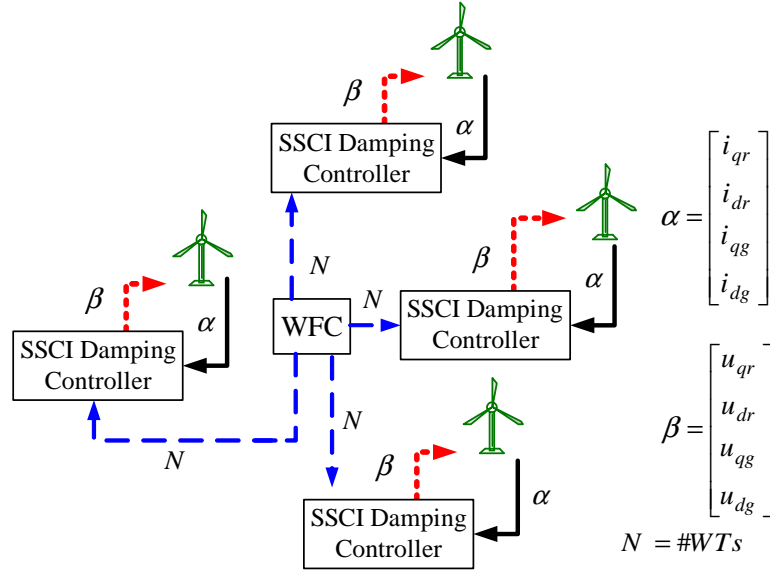 β
α
SSCI Damping
Controller
α = [i_qr
i_dr
i_qg
i_dg]
N
β
α
N
SSCI Damping
Controller
β
α
WFC
SSCI Damping
Controller
N
N
β = [u_qr
u_dr
u_qg
u_dg]
β
α
SSCI Damping
Controller
N = #WTs